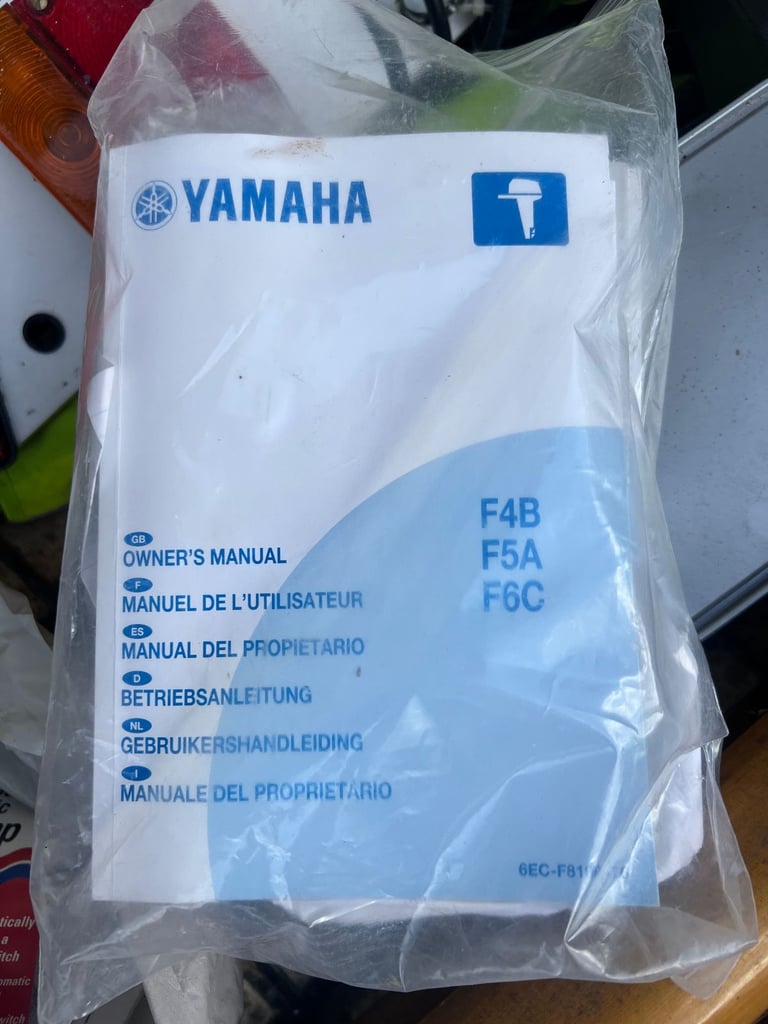 YAMAHA
F4B
F5A
F6C
GB
OWNER'S MANUAL
F
MANUEL DE L'UTILISATEUR
ES
MANUAL DEL PROPIETARIO
D
BETRIEBSANLEITUNG
NL
GEBRUIKERSHANDLEIDING
I
MANUALE DEL PROPRIETARIO
a